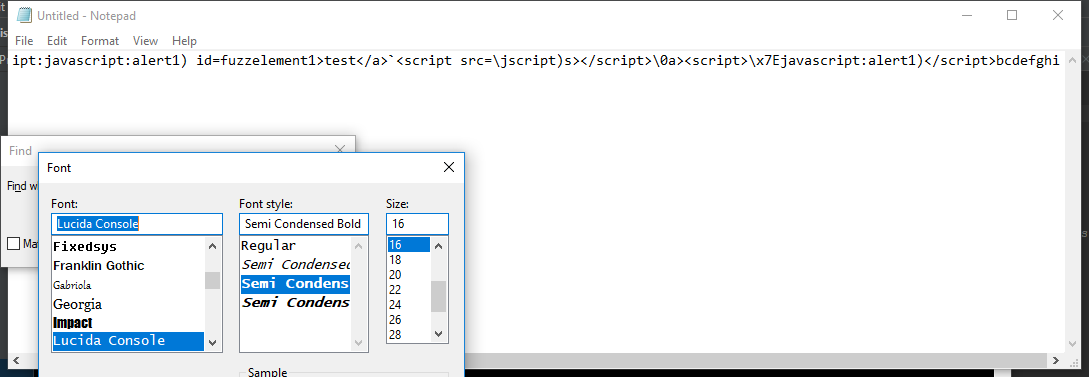 Untitled - Notepad
File Edit Format View Help
ipt:javascript:alert1) id=fuzzelement1>test</a>`<script src=\jscript)s></script>\0a><script>\x7Ejavascript:alert1)</script>bcdefghi
Find
Find w
Ma
Font
Font: Font style: Size:
Lucida Console Semi Condensed Bold 16
Fixedsys Regular 16
Franklin Gothic Semi Condensed 18
Gabriola Semi Condens 20
Georgia Semi Condens 22
Impact 24
Lucida Console 26
28
Sample